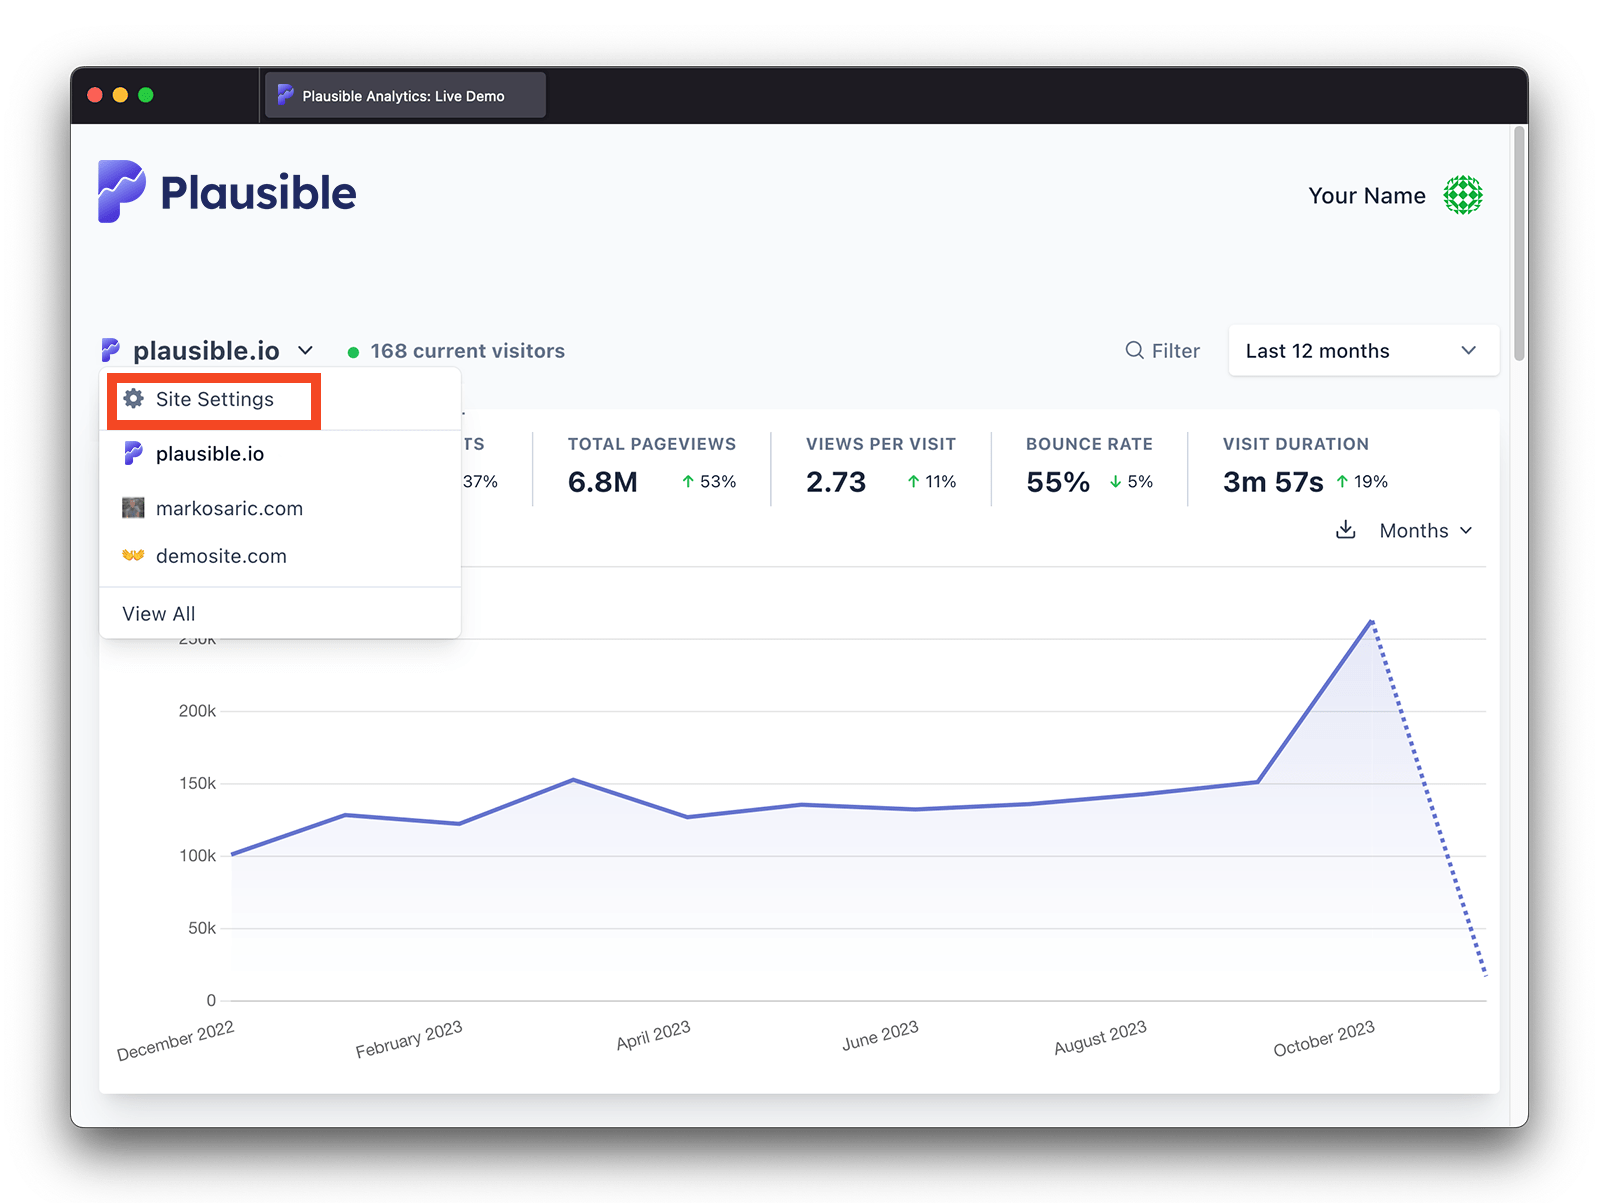 Plausible Analytics: Live Demo
Plausible
Your Name
plausible.io
168 current visitors
Filter
Last 12 months
Site Settings
plausible.io
markosaric.com
demosite.com
View All
TS
37%
TOTAL PAGEVIEWS
6.8M ↑ 53%
VIEWS PER VISIT
2.73 ↑ 11%
BOUNCE RATE
55% ↓ 5%
VISIT DURATION
3m 57s ↑ 19%
Months
250k
200k
150k
100k
50k
0
December 2022
February 2023
April 2023
June 2023
August 2023
October 2023